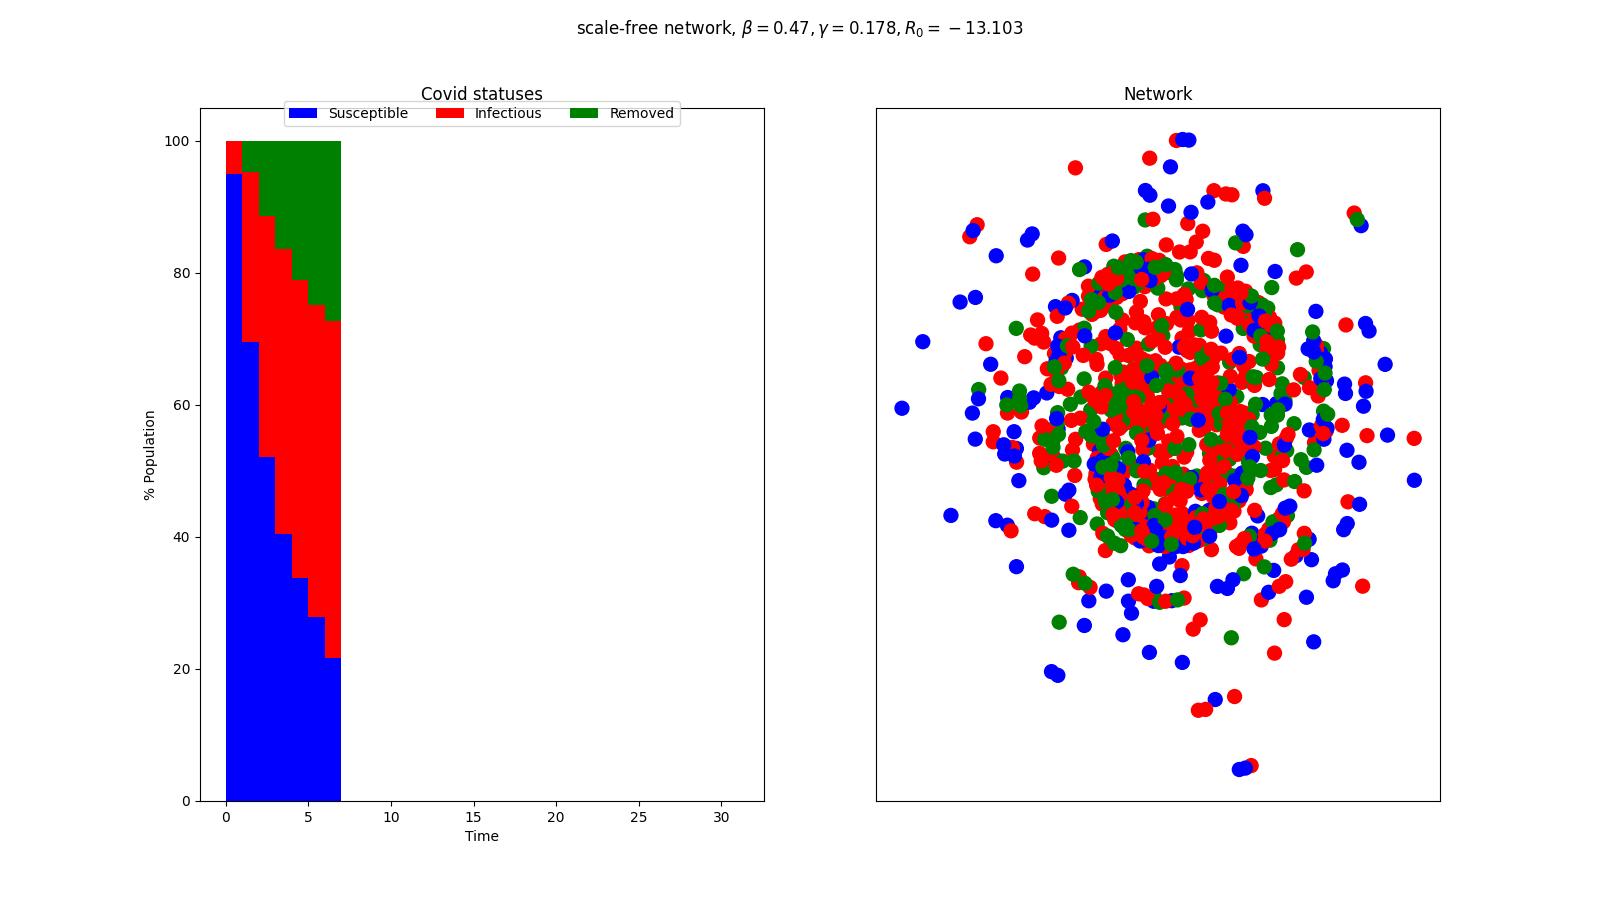 scale-free network, β = 0.47, γ = 0.178, R₀ = −13.103
Covid statuses
Susceptible Infectious Removed
100
80
60
40
20
0
% Population
0 5 10 15 20 25 30
Time
Network